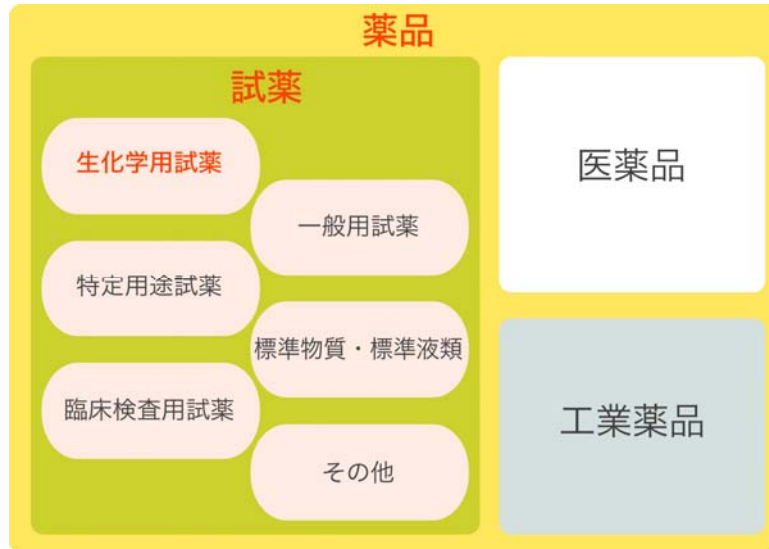 薬品
試薬
生化学用試薬
一般用試薬
特定用途試薬
標準物質・標準液類
臨床検査用試薬
その他
医薬品
工業薬品